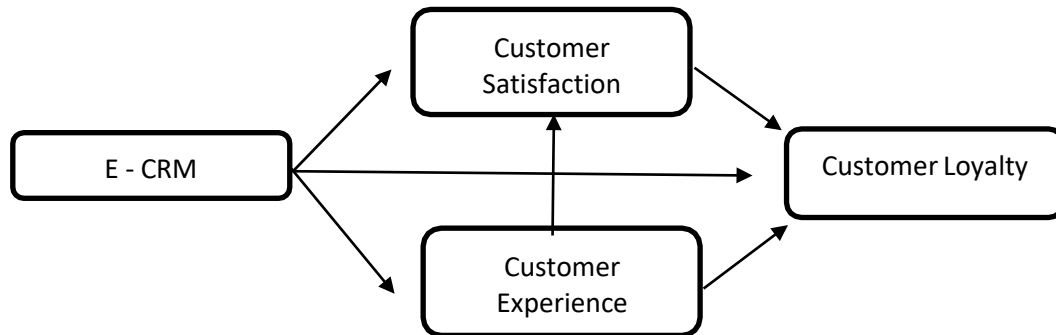 Customer
Satisfaction
E - CRM
Customer Loyalty
Customer
Experience